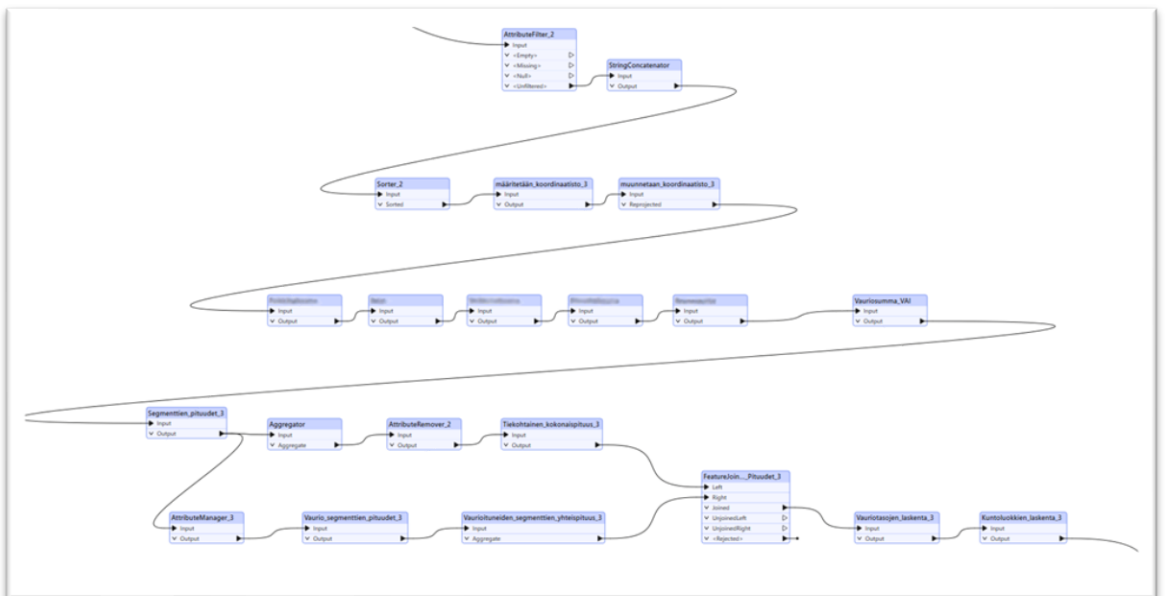 AttributeFilter_2
Input
<Empty>
<Missing>
<Null>
<Unfiltered>
StringConcatenator
Input
Output
Sorter_2
Input
Sorted
määritetään_koordinaatisto_3
Input
Output
muunnetaan_koordinaatisto_3
Input
Reprojected
Input
Output
Input
Output
Input
Output
Input
Output
Input
Output
Vauriosumma_VAI
Input
Output
Segmenttien_pituudet_3
Input
Output
Aggregator
Input
Aggregate
AttributeRemover_2
Input
Output
Tiekohtainen_kokonaispituus_3
Input
Output
FeatureJoin..._Pituudet_3
Left
Right
Joined
UnjoinedLeft
UnjoinedRight
<Rejected>
AttributeManager_3
Input
Output
Vaurio_segmenttien_pituudet_3
Input
Output
Vaurioituneiden_segmenttien_yhteispituus_3
Input
Aggregate
Vauriotasojen_laskenta_3
Input
Output
Kuntoluokkien_laskenta_3
Input
Output